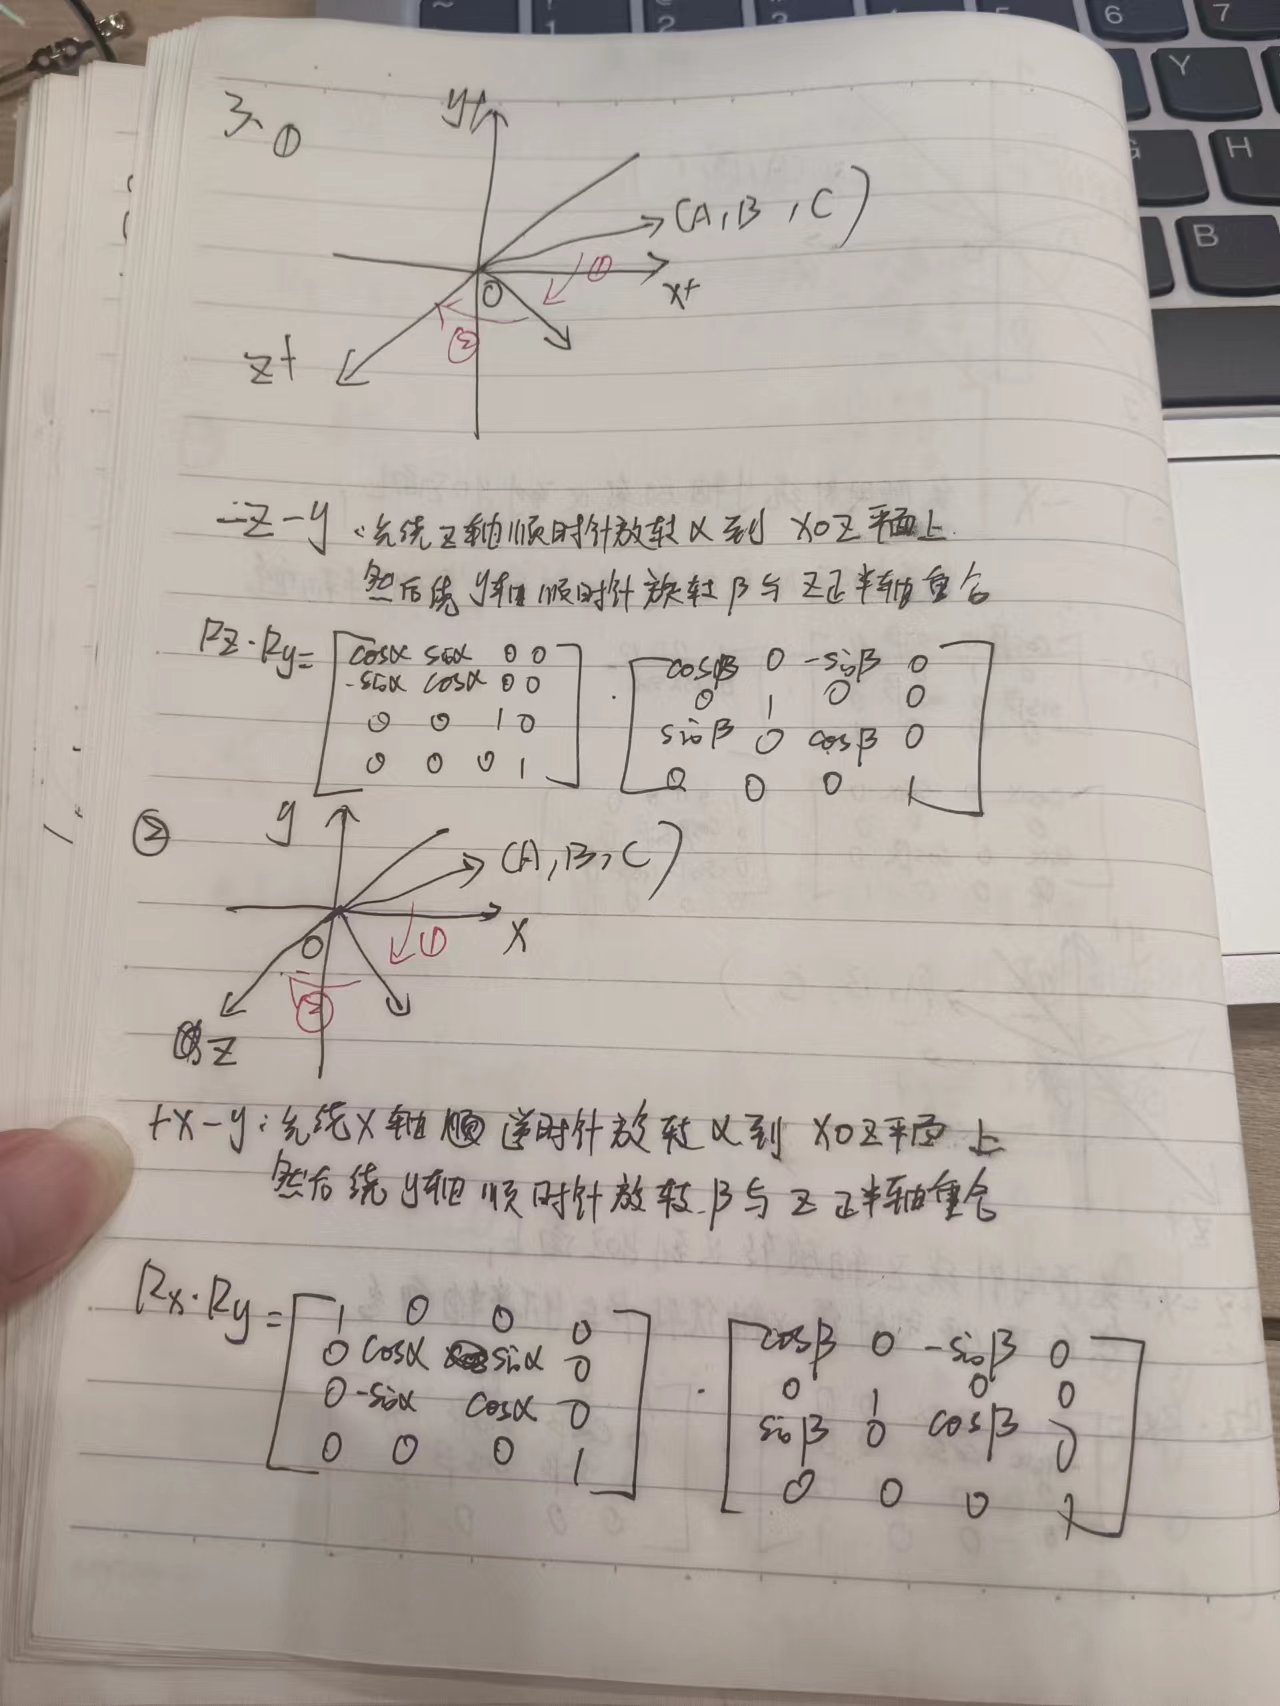 3、①
y+
(A,B,C)
①
x+
O
②
z+
-z-y:先绕z轴顺时针旋转α到 xoz平面上.
然后绕y轴顺时针旋转β与z正半轴重合
Rz·Ry=
cosα sinα 0 0
-sinα cosα 0 0
0 0 1 0
0 0 0 1
·
cosβ 0 -sinβ 0
0 1 0 0
sinβ 0 cosβ 0
0 0 0 1
②
y
(A,B,C)
①
x
O
②
z
+x-y:先绕x轴逆时针旋转α到 xoz平面上
然后绕y轴顺时针旋转β与z正半轴重合
Rx·Ry=
1 0 0 0
0 cosα sinα 0
0 -sinα cosα 0
0 0 0 1
·
cosβ 0 -sinβ 0
0 1 0 0
sinβ 0 cosβ 0
0 0 0 1
6
7
Y
G
H
B